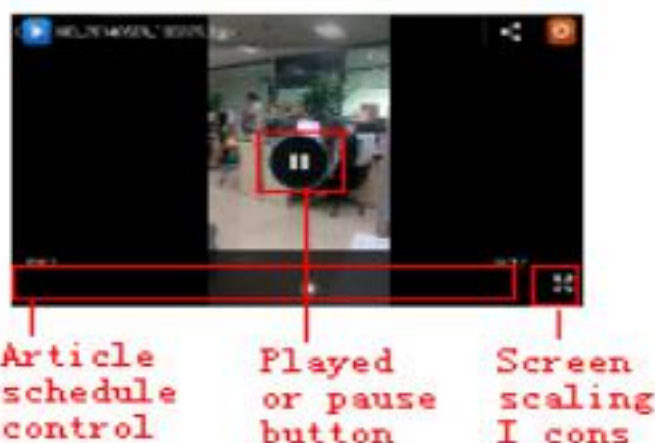 Article
schedule
control
Played
or pause
button
Screen
scaling
I cons